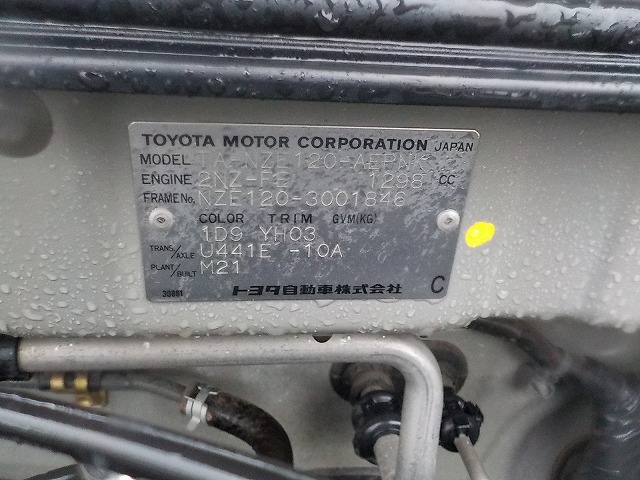 TOYOTA MOTOR CORPORATION JAPAN
MODEL TA-NZE120-AEPNK
ENGINE 2NZ-FE 1298 CC
FRAME No. NZE120-3001846
COLOR TRIM GVM(KG)
1D9 YH03
TRANS./AXLE U441E -10A
PLANT/BUILT M21
30881 トヨタ自動車株式会社 C